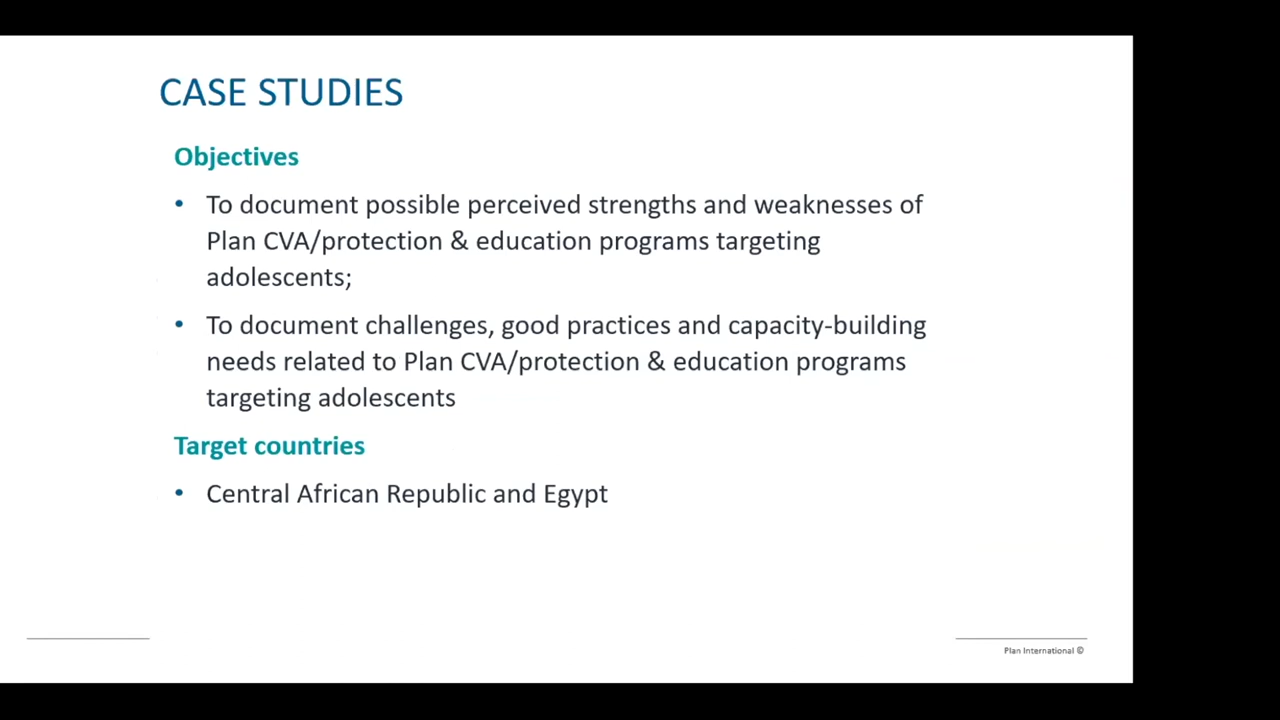 CASE STUDIES
Objectives
• To document possible perceived strengths and weaknesses of
Plan CVA/protection & education programs targeting
adolescents;
• To document challenges, good practices and capacity-building
needs related to Plan CVA/protection & education programs
targeting adolescents
Target countries
• Central African Republic and Egypt
Plan International ©